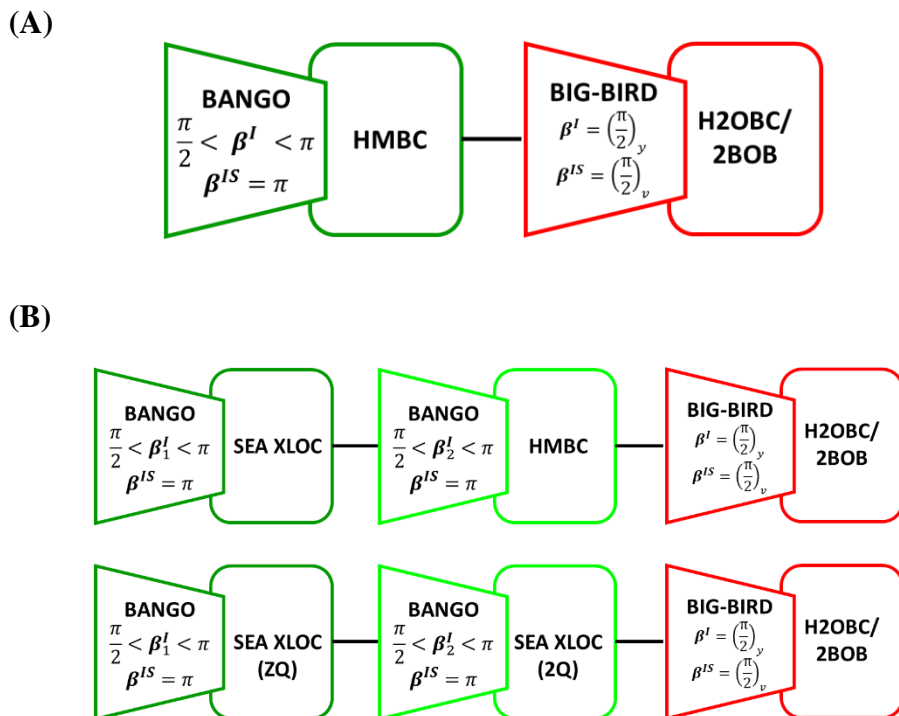 (A)
BANGO
π/2 < β^I < π
β^IS = π
HMBC
BIG-BIRD
β^I = (π/2)_y
β^IS = (π/2)_v
H2OBC/
2BOB
(B)
BANGO
π/2 < β_1^I < π
β^IS = π
SEA XLOC
BANGO
π/2 < β_2^I < π
β^IS = π
HMBC
BIG-BIRD
β^I = (π/2)_y
β^IS = (π/2)_v
H2OBC/
2BOB
BANGO
π/2 < β_1^I < π
β^IS = π
SEA XLOC
(ZQ)
BANGO
π/2 < β_2^I < π
β^IS = π
SEA XLOC
(2Q)
BIG-BIRD
β^I = (π/2)_y
β^IS = (π/2)_v
H2OBC/
2BOB